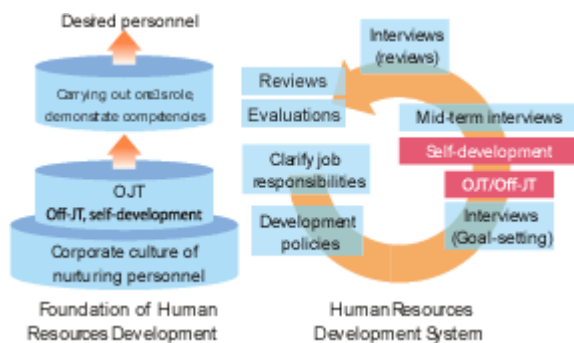 Desired personnel
Carrying out one1s role,
demonstate competencies
OJT
Off-JT, self-development
Corporate culture of
nurturing personnel
Foundation of Human
Resources Development
Interviews
(reviews)
Reviews
Evaluations
Mid-term interviews
Self-development
Clarify job
responsibilities
OJT/Off-JT
Development
policies
Interviews
(Goal-setting)
Human Resources
Development System